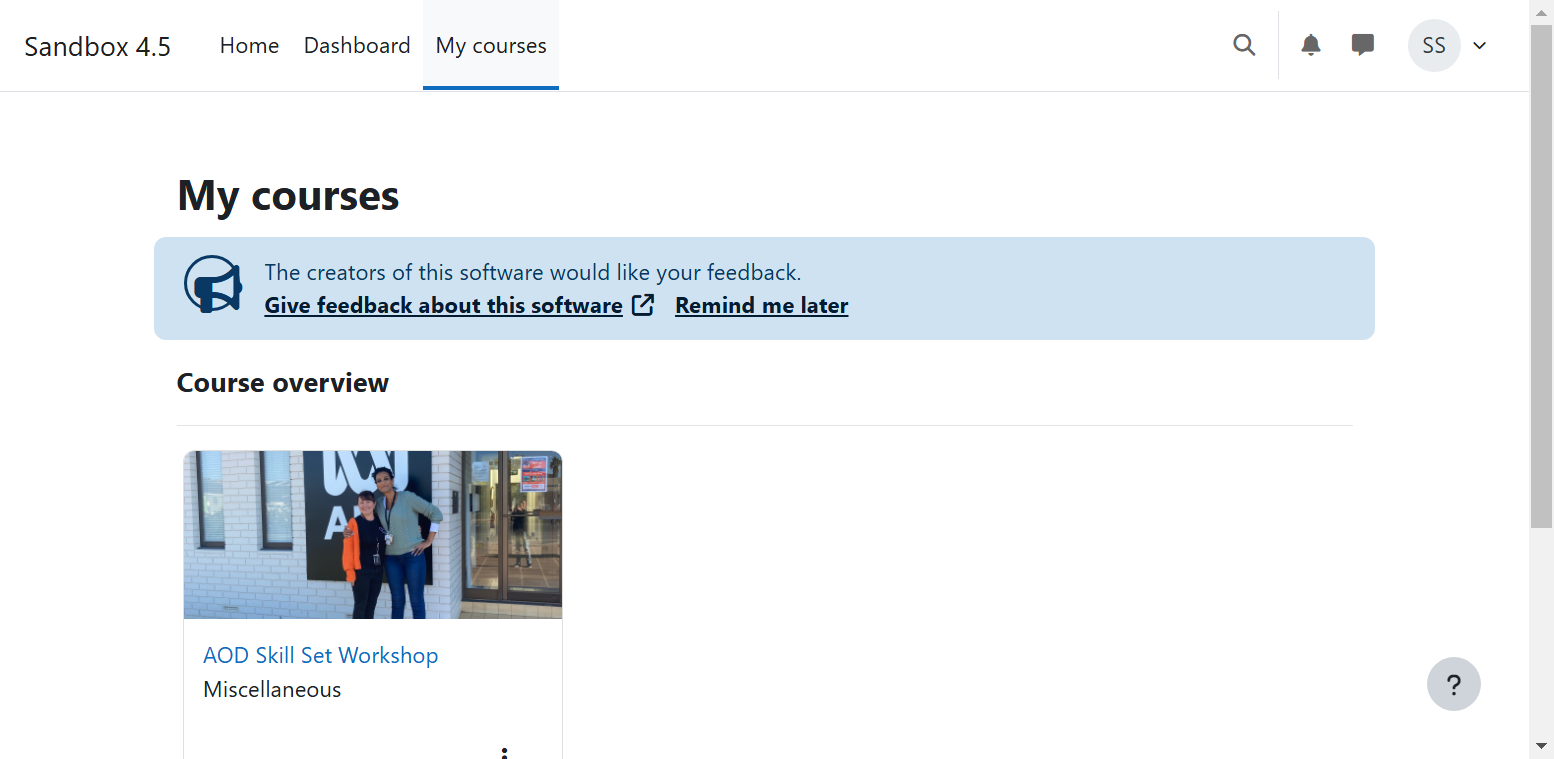 Sandbox 4.5 Home Dashboard My courses SS
My courses
The creators of this software would like your feedback.
Give feedback about this software Remind me later
Course overview
AOD Skill Set Workshop
Miscellaneous
?